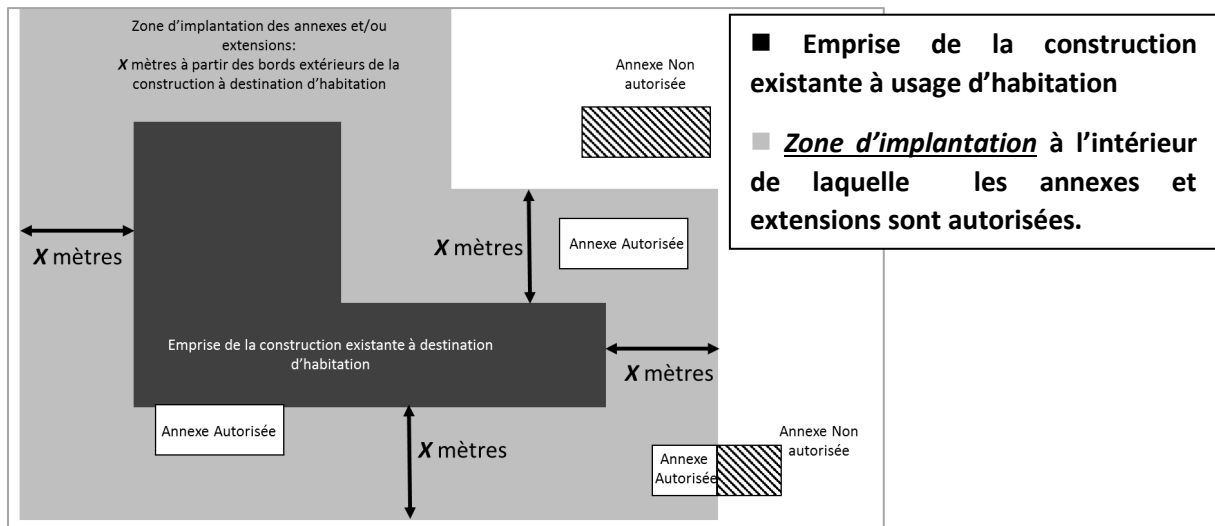 Zone d'implantation des annexes et/ou
extensions:
X mètres à partir des bords extérieurs de la
construction à destination d'habitation
Annexe Non
autorisée
■ Emprise de la construction
existante à usage d'habitation
■ Zone d'implantation à l'intérieur
de laquelle les annexes et
extensions sont autorisées.
X mètres
X mètres
Annexe Autorisée
Emprise de la construction existante à destination
d'habitation
X mètres
Annexe Autorisée
X mètres
Annexe
Autorisée
Annexe Non
autorisée